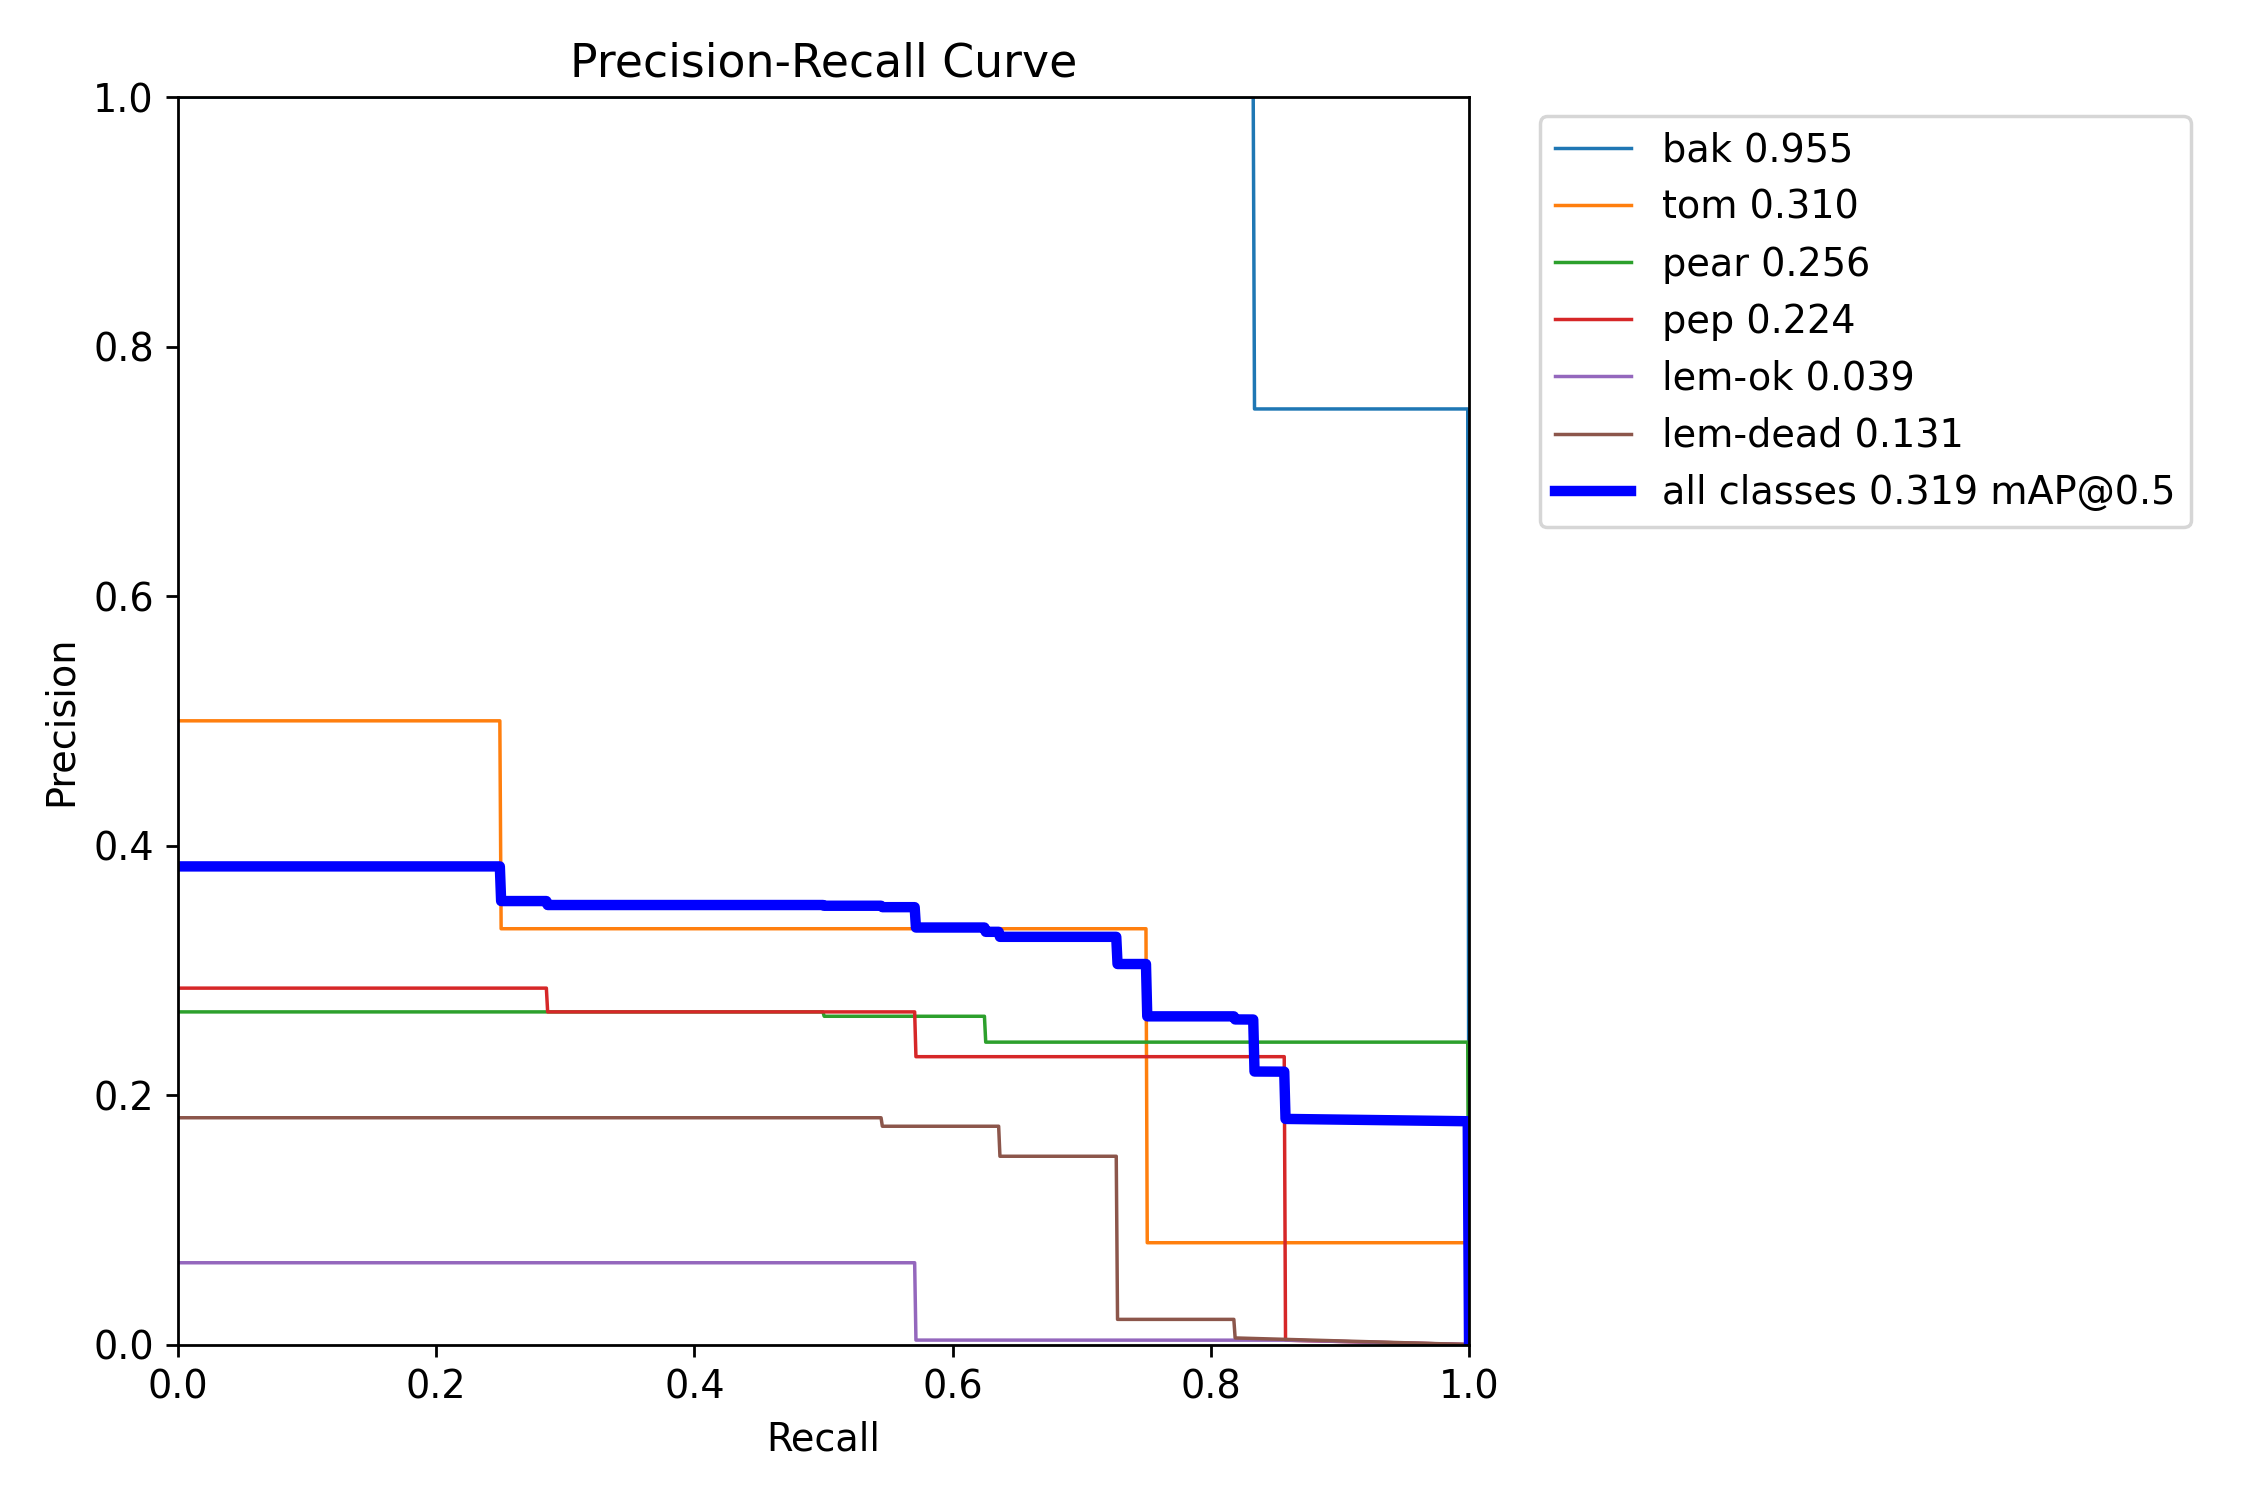 Precision-Recall Curve
1.0
0.8
0.6
0.4
0.2
0.0
Precision
0.0 0.2 0.4 0.6 0.8 1.0
Recall
bak 0.955
tom 0.310
pear 0.256
pep 0.224
lem-ok 0.039
lem-dead 0.131
all classes 0.319 mAP@0.5